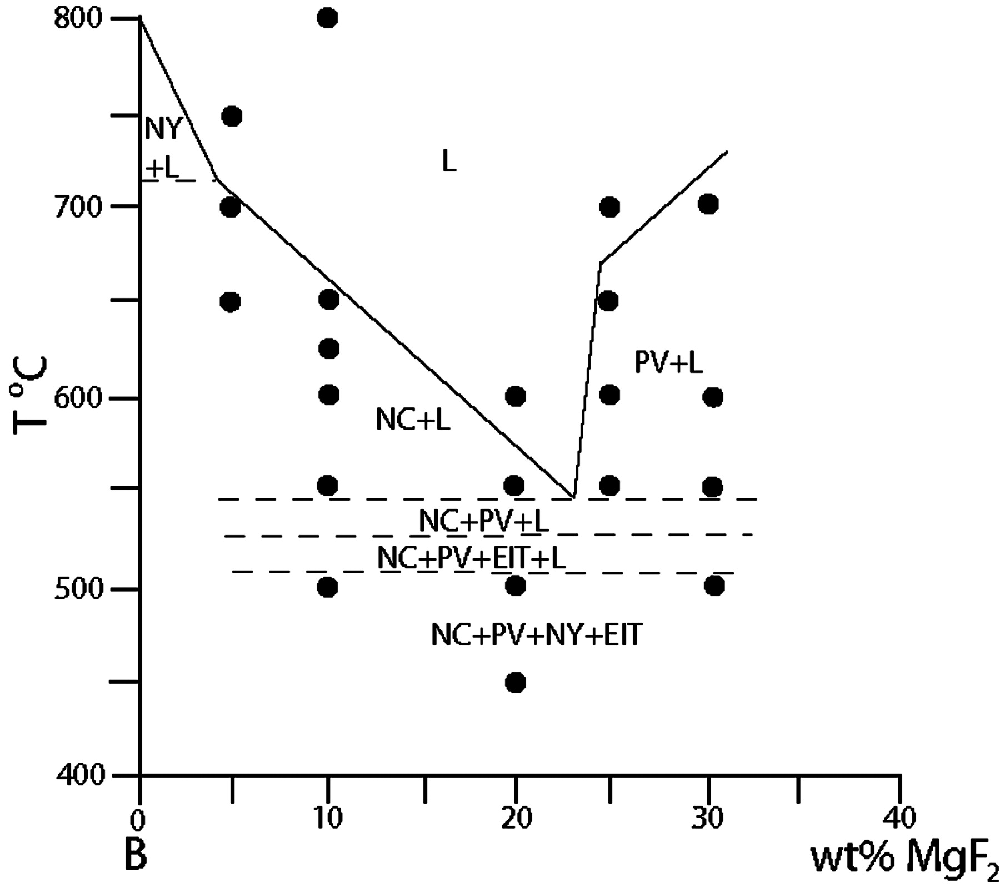 800
NY
+L
L
700
T °C
PV+L
600
NC+L
NC+PV+L
NC+PV+EIT+L
500
NC+PV+NY+EIT
400
0 10 20 30 40
B wt% MgF₂